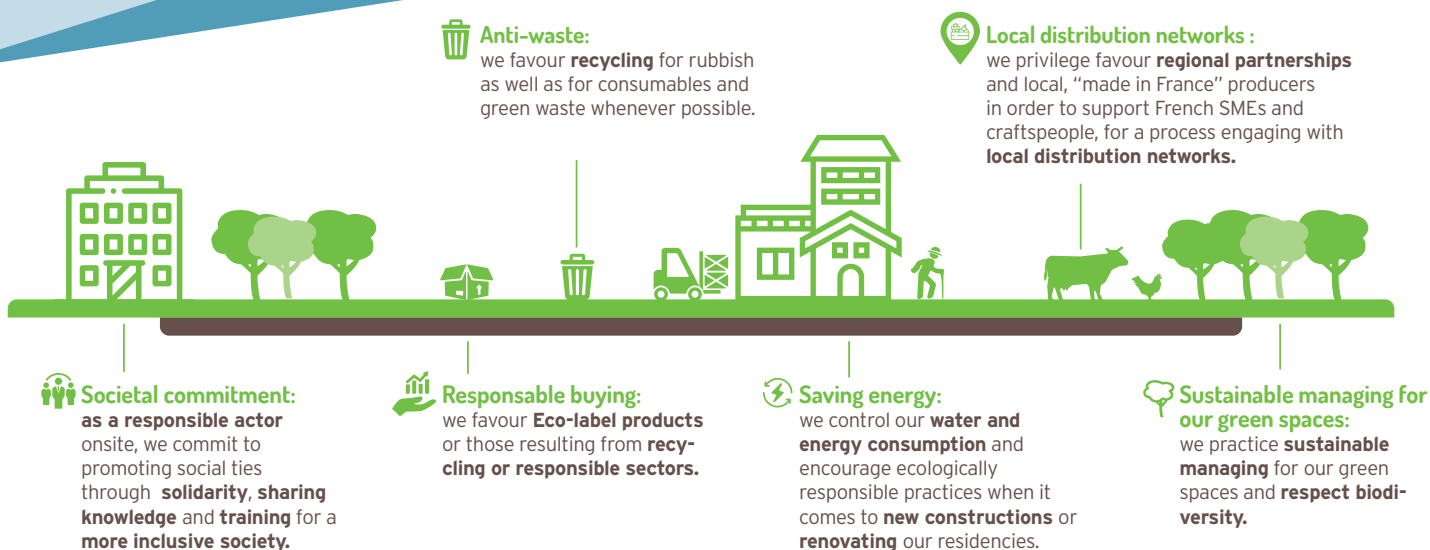 Anti-waste:
we favour recycling for rubbish
as well as for consumables and
green waste whenever possible.
Local distribution networks :
we privilege favour regional partnerships
and local, “made in France” producers
in order to support French SMEs and
craftspeople, for a process engaging with
local distribution networks.
Societal commitment:
as a responsible actor
onsite, we commit to
promoting social ties
through solidarity, sharing
knowledge and training for a
more inclusive society.
Responsable buying:
we favour Eco-label products
or those resulting from recy-
cling or responsible sectors.
Saving energy:
we control our water and
energy consumption and
encourage ecologically
responsible practices when it
comes to new constructions or
renovating our residencies.
Sustainable managing for
our green spaces:
we practice sustainable
managing for our green
spaces and respect biodi-
versity.